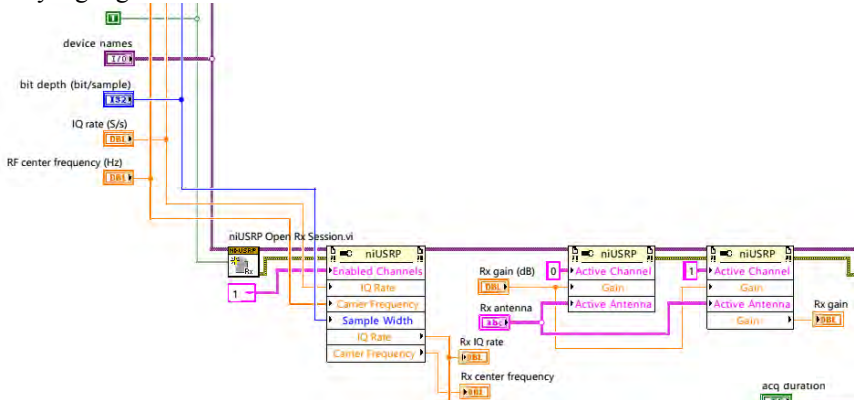 T
device names
I/O
bit depth (bit/sample)
I32
IQ rate (S/s)
DBL
RF center frequency (Hz)
DBL
niUSRP Open Rx Session.vi
NI-USRP
Rx
1
niUSRP
Enabled Channels
IQ Rate
Carrier Frequency
Sample Width
IQ Rate
Carrier Frequency
Rx IQ rate
DBL
Rx center frequency
DBL
Rx gain (dB)
DBL
Rx antenna
abc
0
niUSRP
Active Channel
Gain
Active Antenna
1
niUSRP
Active Channel
Gain
Active Antenna
Gain
Rx gain
DBL
acq duration